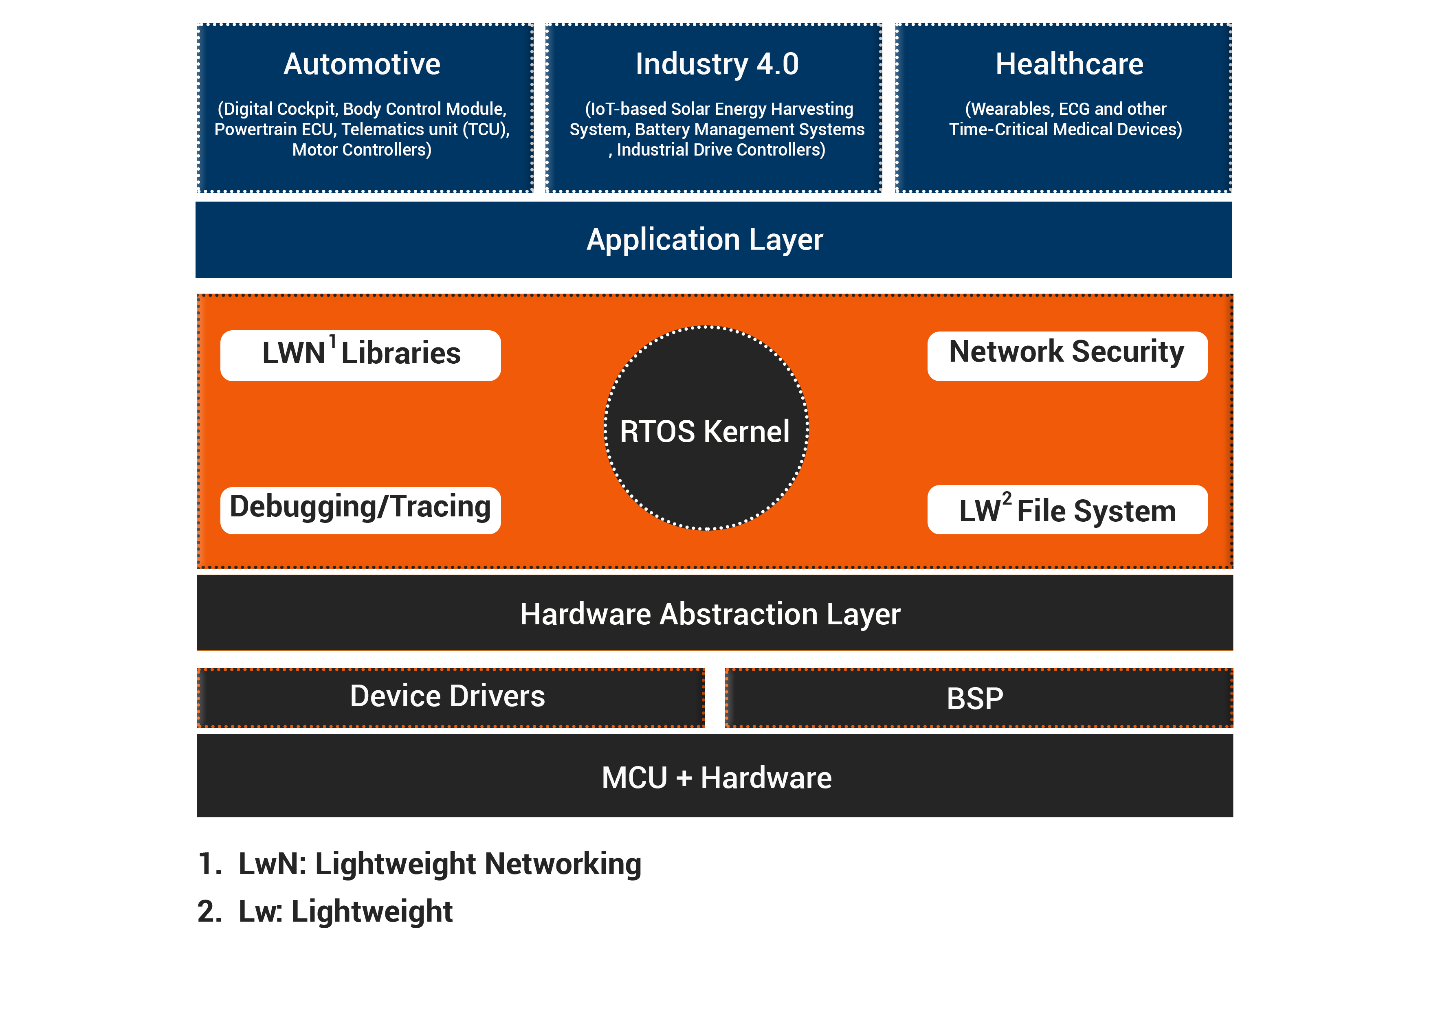 Automotive
(Digital Cockpit, Body Control Module,
Powertrain ECU, Telematics unit (TCU),
Motor Controllers)
Industry 4.0
(IoT-based Solar Energy Harvesting
System, Battery Management Systems
, Industrial Drive Controllers)
Healthcare
(Wearables, ECG and other
Time-Critical Medical Devices)
Application Layer
LWN1 Libraries
Network Security
RTOS Kernel
Debugging/Tracing
LW2 File System
Hardware Abstraction Layer
Device Drivers
BSP
MCU + Hardware
1. LwN: Lightweight Networking
2. Lw: Lightweight